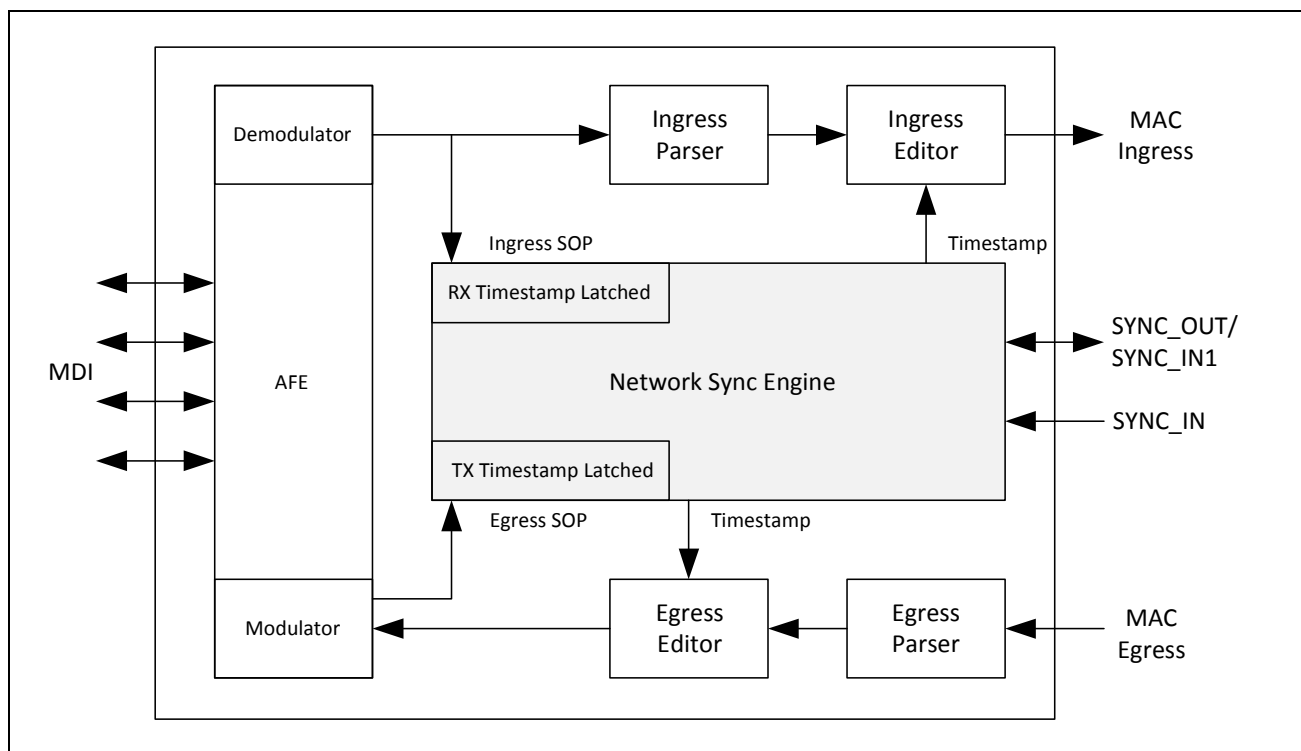 Demodulator
Ingress
Parser
Ingress
Editor
MAC
Ingress
Ingress SOP
Timestamp
RX Timestamp Latched
SYNC_OUT/
SYNC_IN1
MDI
AFE
Network Sync Engine
SYNC_IN
TX Timestamp Latched
Egress SOP
Timestamp
Modulator
Egress
Editor
Egress
Parser
MAC
Egress